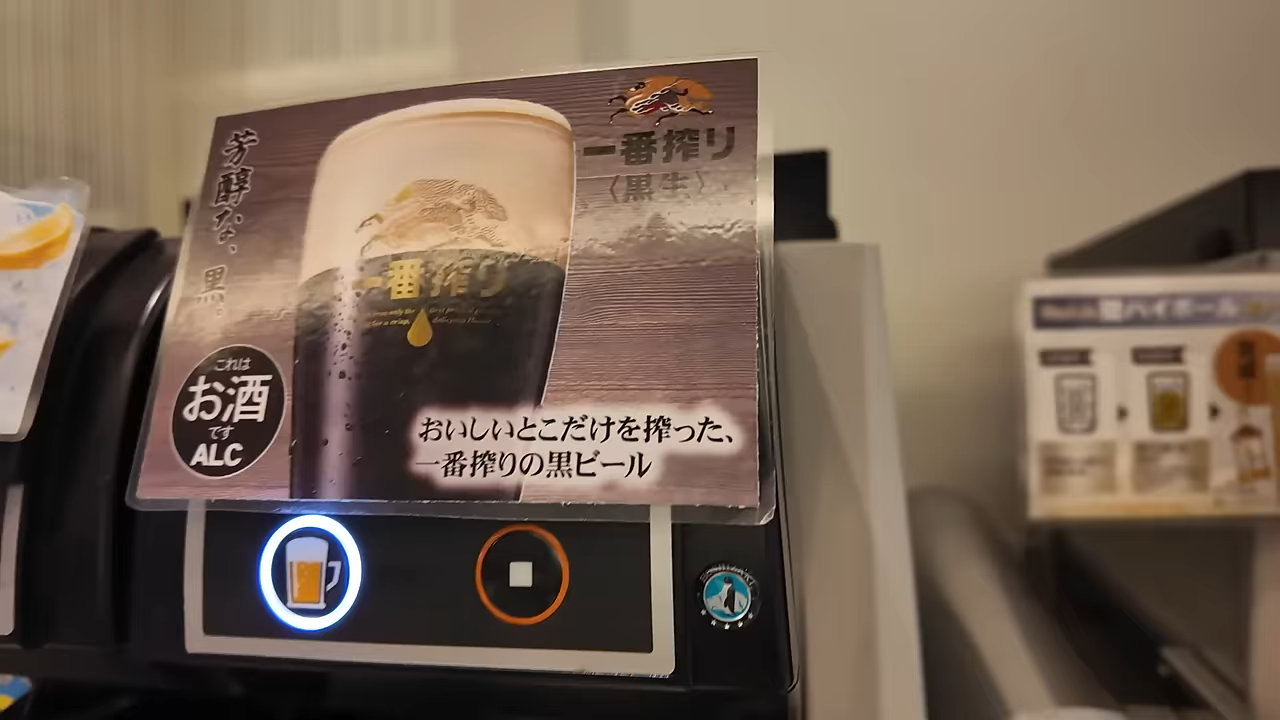 芳醇な、黒。
一番搾り
〈黒生〉
一番搾り
これは
お酒
です
ALC
おいしいとこだけを搾った、
一番搾りの黒ビール
ハイボール